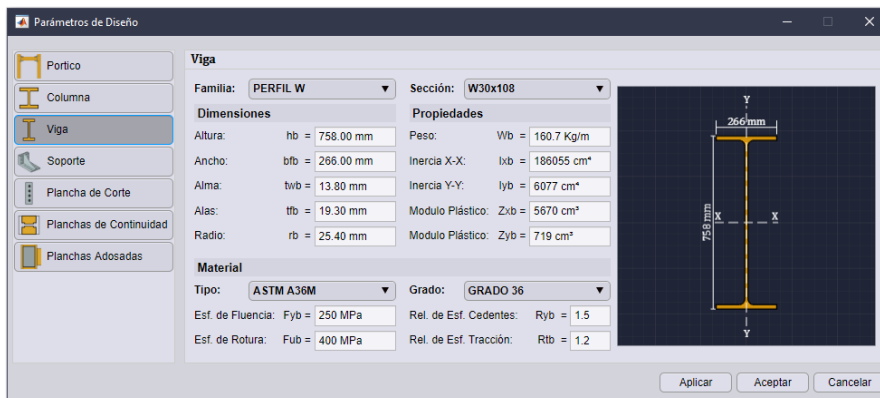 Parámetros de Diseño
Portico
Columna
Viga
Soporte
Plancha de Corte
Planchas de Continuidad
Planchas Adosadas
Viga
Familia: PERFIL W Sección: W30x108
Dimensiones Propiedades
Altura: hb = 758.00 mm Peso: Wb = 160.7 Kg/m
Ancho: bfb = 266.00 mm Inercia X-X: Ixb = 186055 cm⁴
Alma: twb = 13.80 mm Inercia Y-Y: Iyb = 6077 cm⁴
Alas: tfb = 19.30 mm Modulo Plástico: Zxb = 5670 cm³
Radio: rb = 25.40 mm Modulo Plástico: Zyb = 719 cm³
Material
Tipo: ASTM A36M Grado: GRADO 36
Esf. de Fluencia: Fyb = 250 MPa Rel. de Esf. Cedentes: Ryb = 1.5
Esf. de Rotura: Fub = 400 MPa Rel. de Esf. Tracción: Rtb = 1.2
Y
266 mm
758 mm
X X
Y
Aplicar Aceptar Cancelar